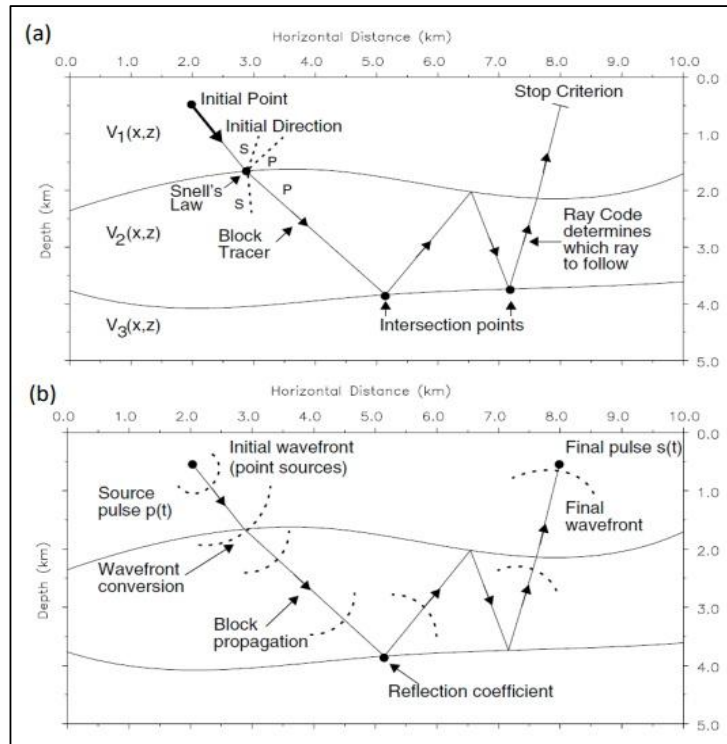 (a)
Horizontal Distance (km)
0.0 1.0 2.0 3.0 4.0 5.0 6.0 7.0 8.0 9.0 10.0
0.0
Initial Point
Stop Criterion
V1(x,z)
Initial Direction
1.0
S
P
Snell's
Law
P
S
2.0
Depth (km)
V2(x,z)
Block
Tracer
Ray Code
determines
which ray
to follow
3.0
4.0
V3(x,z)
Intersection points
5.0
(b)
Horizontal Distance (km)
0.0 1.0 2.0 3.0 4.0 5.0 6.0 7.0 8.0 9.0 10.0
0.0
Initial wavefront
(point sources)
Final pulse s(t)
Source
pulse p(t)
1.0
Final
wavefront
Wavefront
conversion
2.0
Depth (km)
Block
propagation
3.0
4.0
Reflection coefficient
5.0